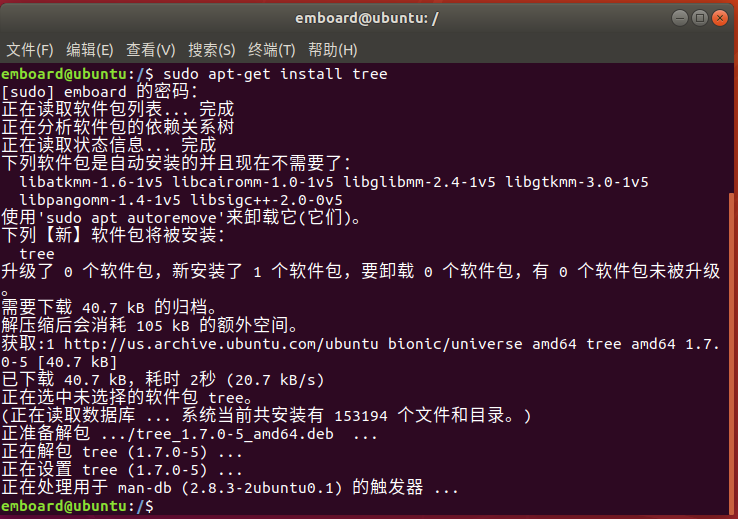 emboard@ubuntu: /
文件(F) 编辑(E) 查看(V) 搜索(S) 终端(T) 帮助(H)
emboard@ubuntu:/$ sudo apt-get install tree
[sudo] emboard 的密码：
正在读取软件包列表... 完成
正在分析软件包的依赖关系树
正在读取状态信息... 完成
下列软件包是自动安装的并且现在不需要了：
  libatkmm-1.6-1v5 libcairomm-1.0-1v5 libglibmm-2.4-1v5 libgtkmm-3.0-1v5
  libpangomm-1.4-1v5 libsigc++-2.0-0v5
使用'sudo apt autoremove'来卸载它(它们)。
下列【新】软件包将被安装：
  tree
升级了 0 个软件包，新安装了 1 个软件包，要卸载 0 个软件包，有 0 个软件包未被升级
。
需要下载 40.7 kB 的归档。
解压缩后会消耗 105 kB 的额外空间。
获取:1 http://us.archive.ubuntu.com/ubuntu bionic/universe amd64 tree amd64 1.7.
0-5 [40.7 kB]
已下载 40.7 kB，耗时 2秒 (20.7 kB/s)
正在选中未选择的软件包 tree。
(正在读取数据库 ... 系统当前共安装有 153194 个文件和目录。)
正准备解包 .../tree_1.7.0-5_amd64.deb  ...
正在解包 tree (1.7.0-5) ...
正在设置 tree (1.7.0-5) ...
正在处理用于 man-db (2.8.3-2ubuntu0.1) 的触发器 ...
emboard@ubuntu:/$